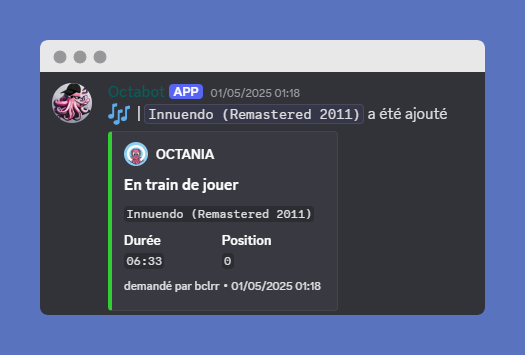 Octabot APP 01/05/2025 01:18
| Innuendo (Remastered 2011) a été ajouté
OCTANIA
En train de jouer
Innuendo (Remastered 2011)
Durée Position
06:33 0
demandé par bclrr • 01/05/2025 01:18